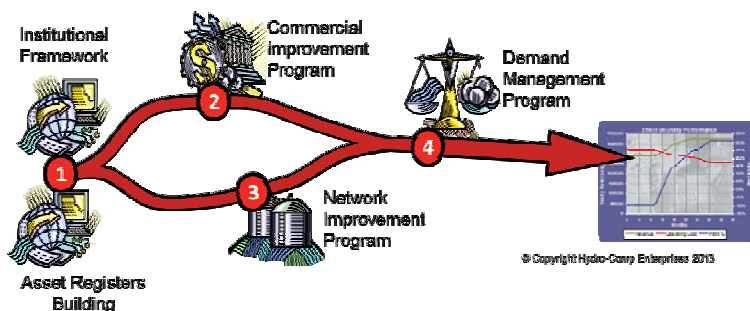 Institutional
Framework
Commercial
Improvement
Program
Demand
Management
Program
1
2
3
4
Network
Improvement
Program
Asset Registers
Building
© Copyright Hydro-Comp Enterprises 2013